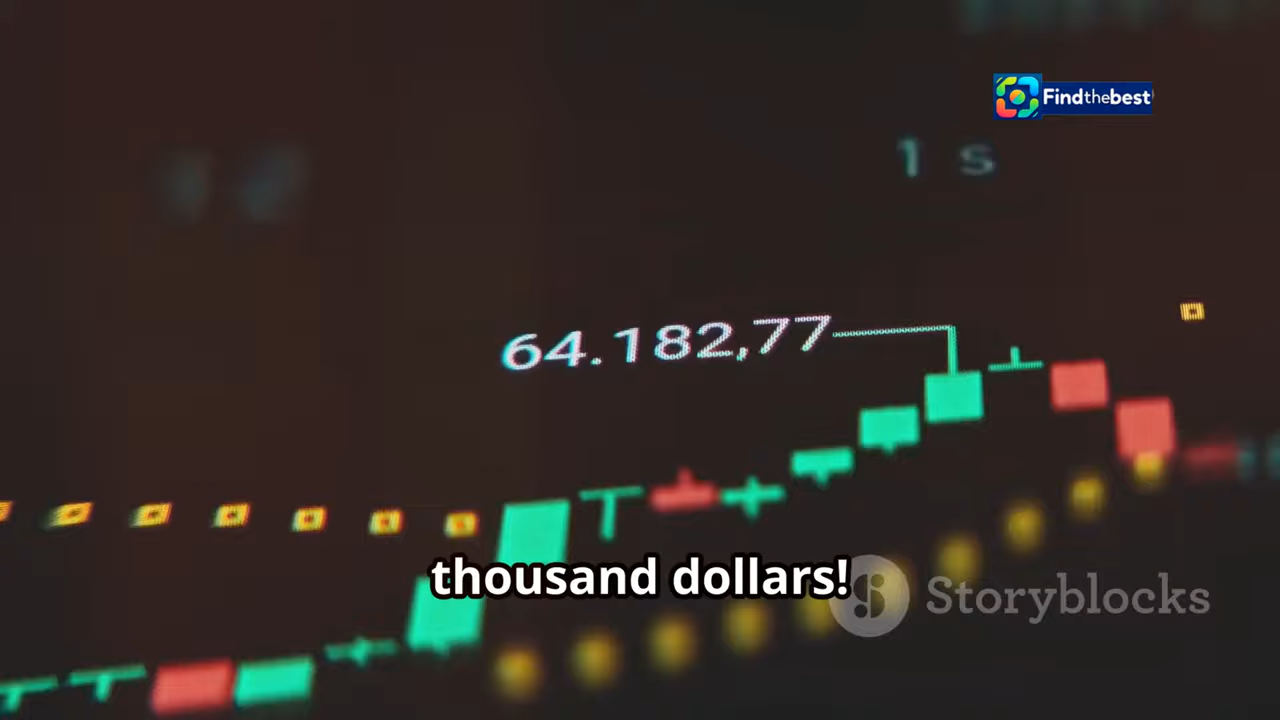 Findthebest
1 s
64.182,77
thousand dollars!
Storyblocks